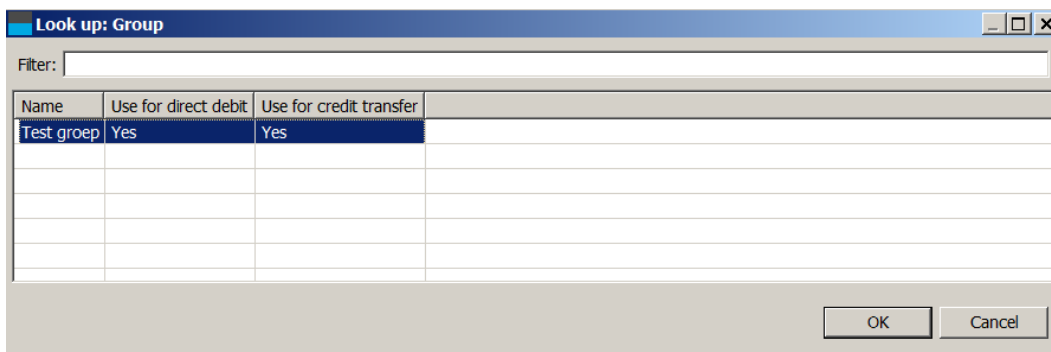 Look up: Group
Filter:
Name Use for direct debit Use for credit transfer
Test groep Yes Yes
OK Cancel